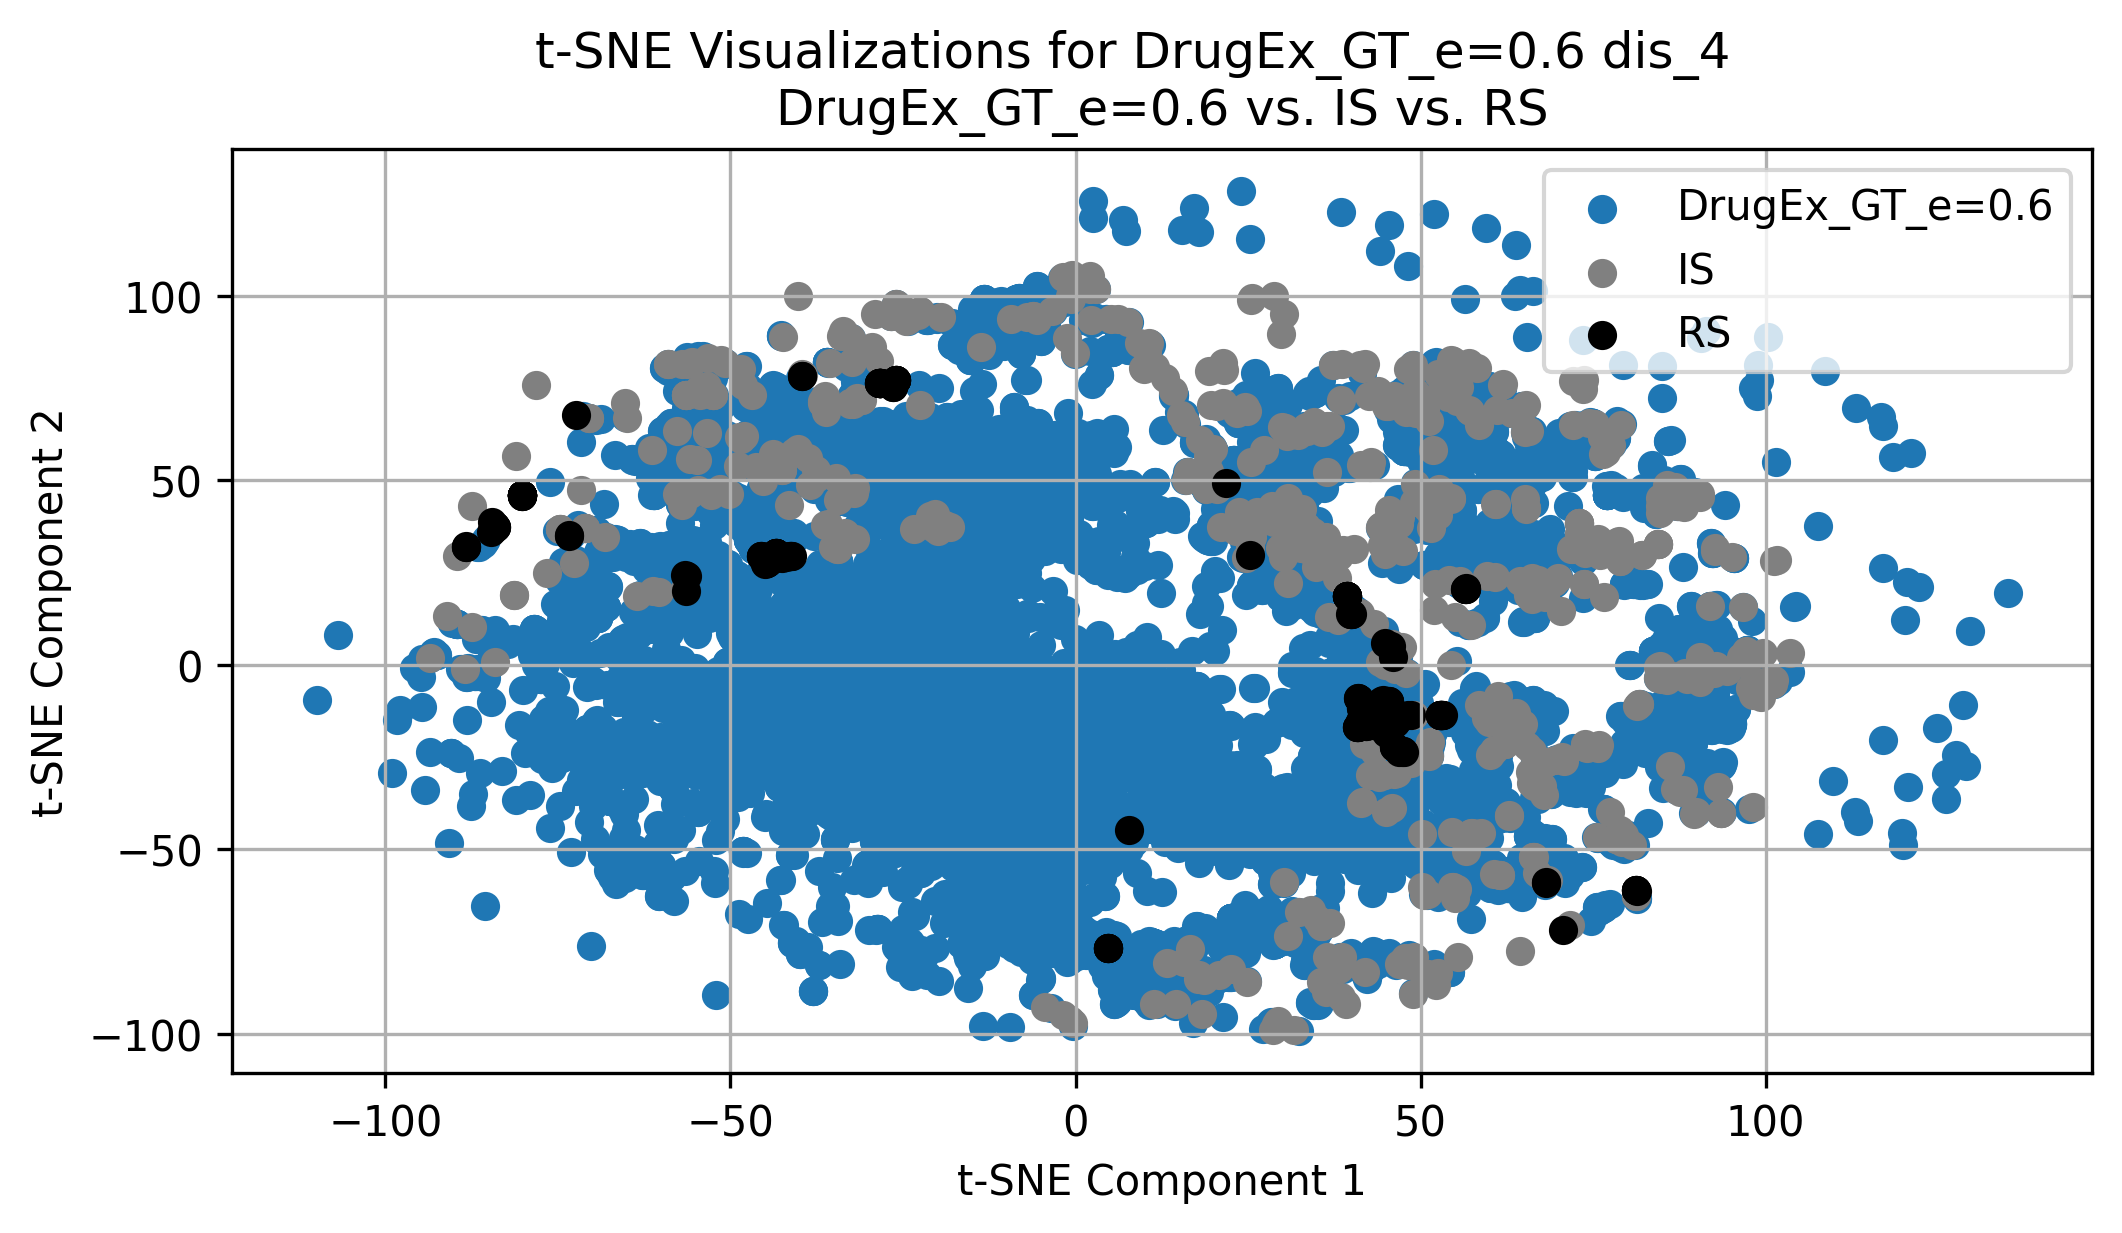 t-SNE Visualizations for DrugEx_GT_e=0.6 dis_4
DrugEx_GT_e=0.6 vs. IS vs. RS
DrugEx_GT_e=0.6
IS
RS
t-SNE Component 2
100
50
0
−50
−100
−100
−50
0
50
100
t-SNE Component 1